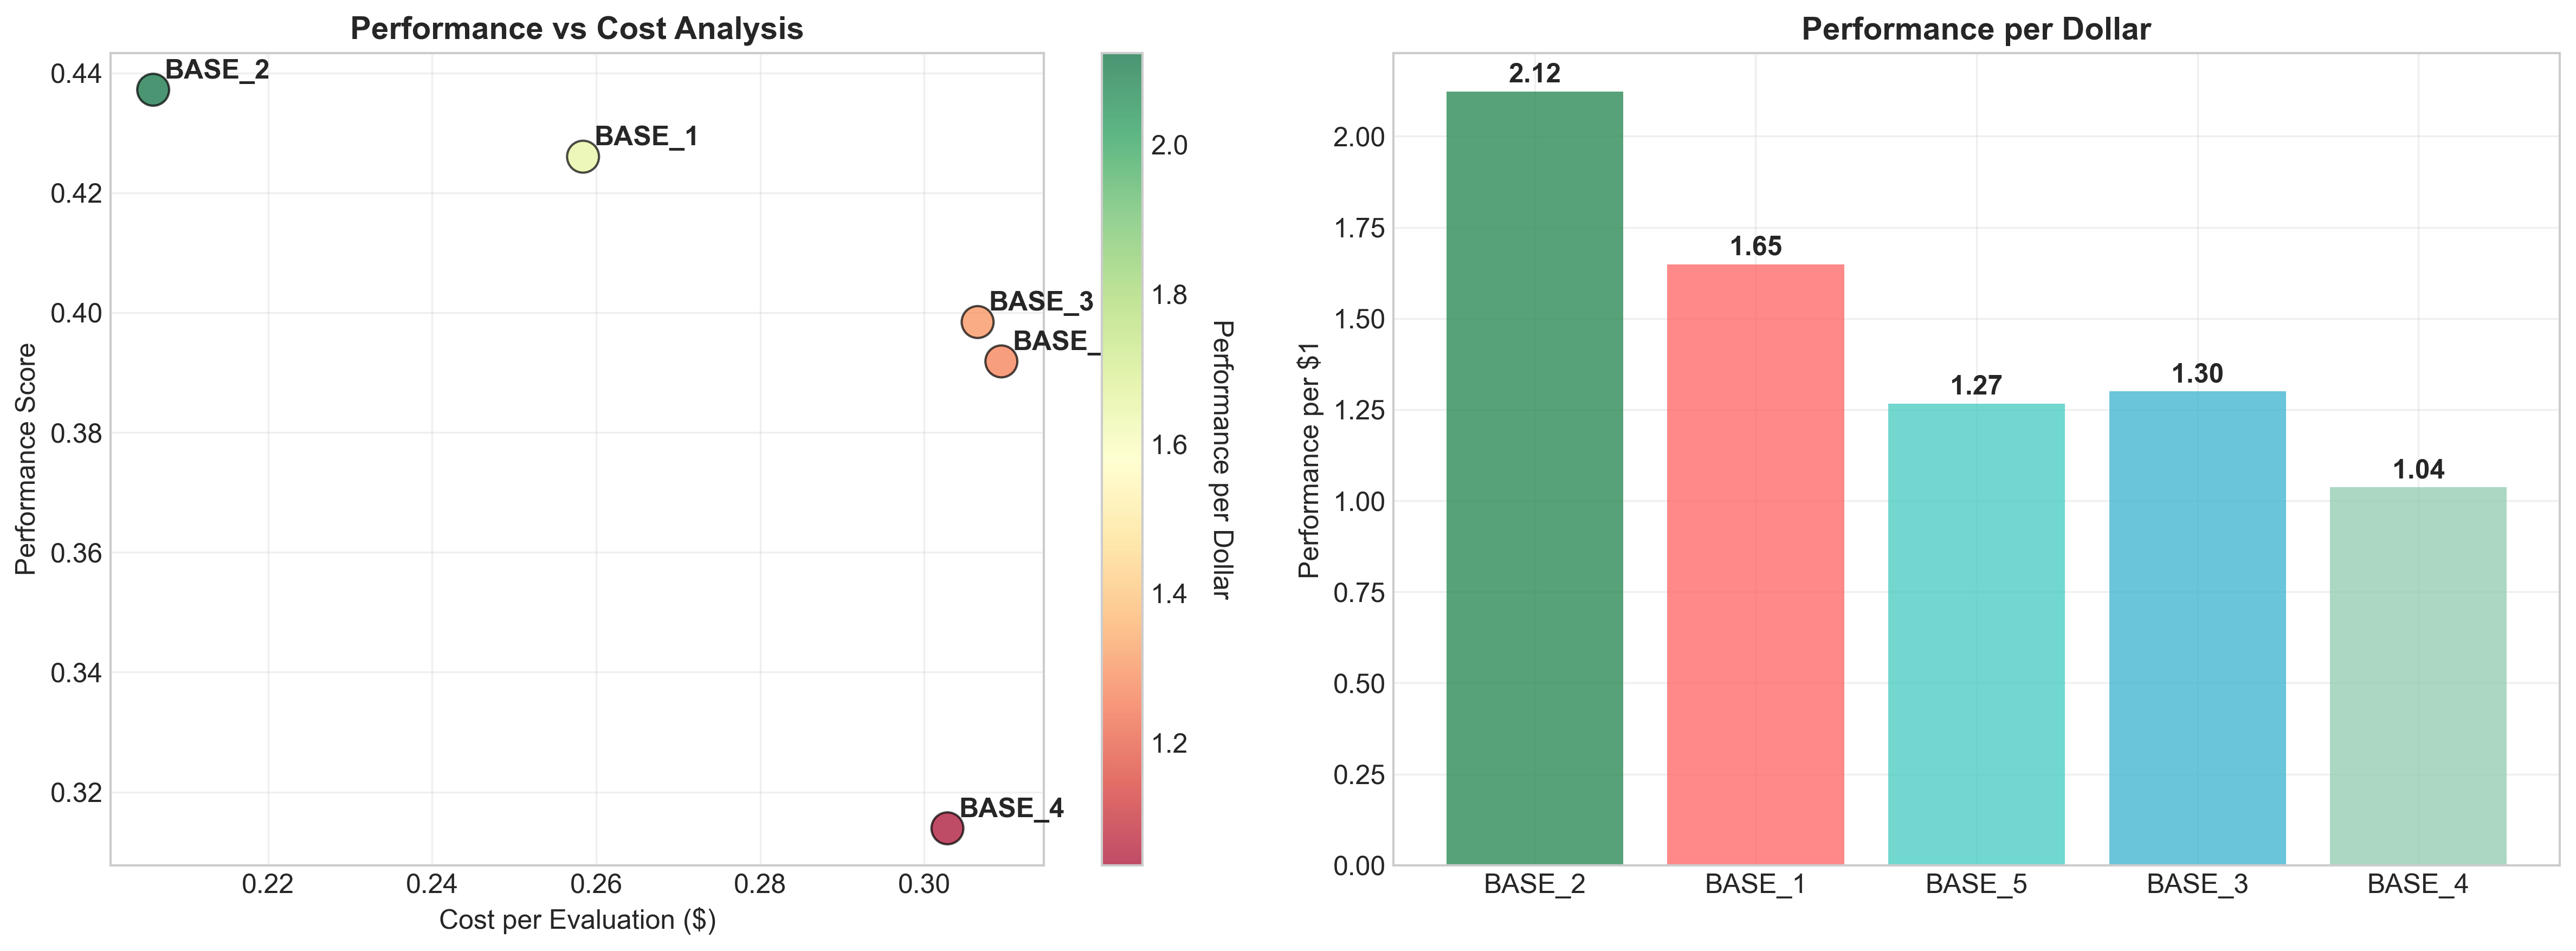 Performance vs Cost Analysis
Performance Score
0.44
0.42
0.40
0.38
0.36
0.34
0.32
BASE_2
BASE_1
BASE_3
BASE_
BASE_4
0.22
0.24
0.26
0.28
0.30
Cost per Evaluation ($)
2.0
1.8
1.6
1.4
1.2
Performance per Dollar
Performance per Dollar
Performance per $1
2.00
1.75
1.50
1.25
1.00
0.75
0.50
0.25
0.00
2.12
1.65
1.27
1.30
1.04
BASE_2
BASE_1
BASE_5
BASE_3
BASE_4